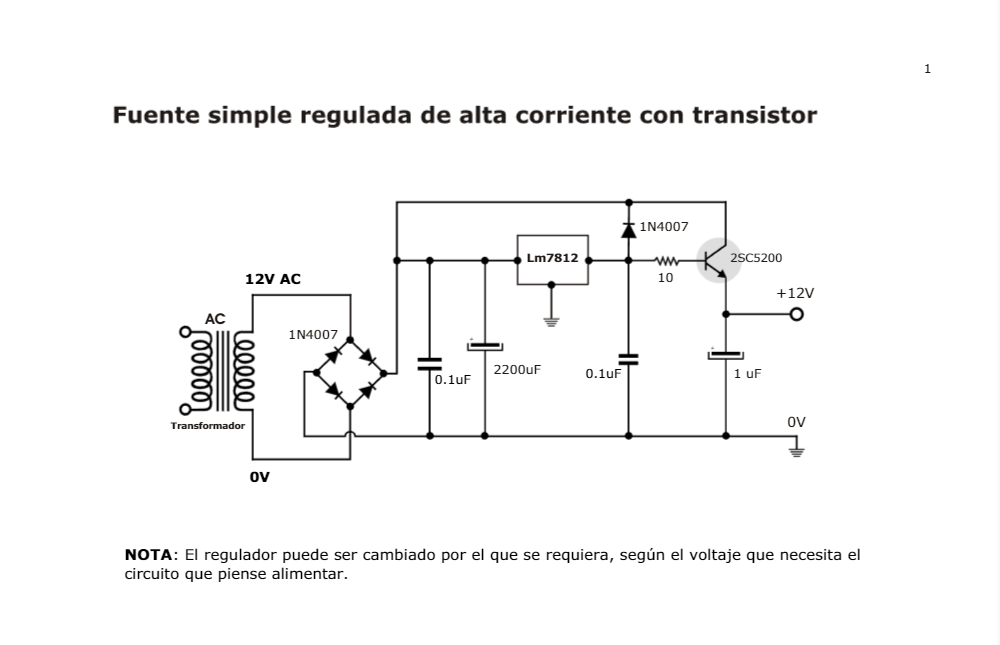 1
Fuente simple regulada de alta corriente con transistor
1N4007
Lm7812
2SC5200
10
12V AC
+12V
AC
1N4007
2200uF
0.1uF
0.1uF
1 uF
Transformador
0V
0V
NOTA: El regulador puede ser cambiado por el que se requiera, según el voltaje que necesita el
circuito que piense alimentar.